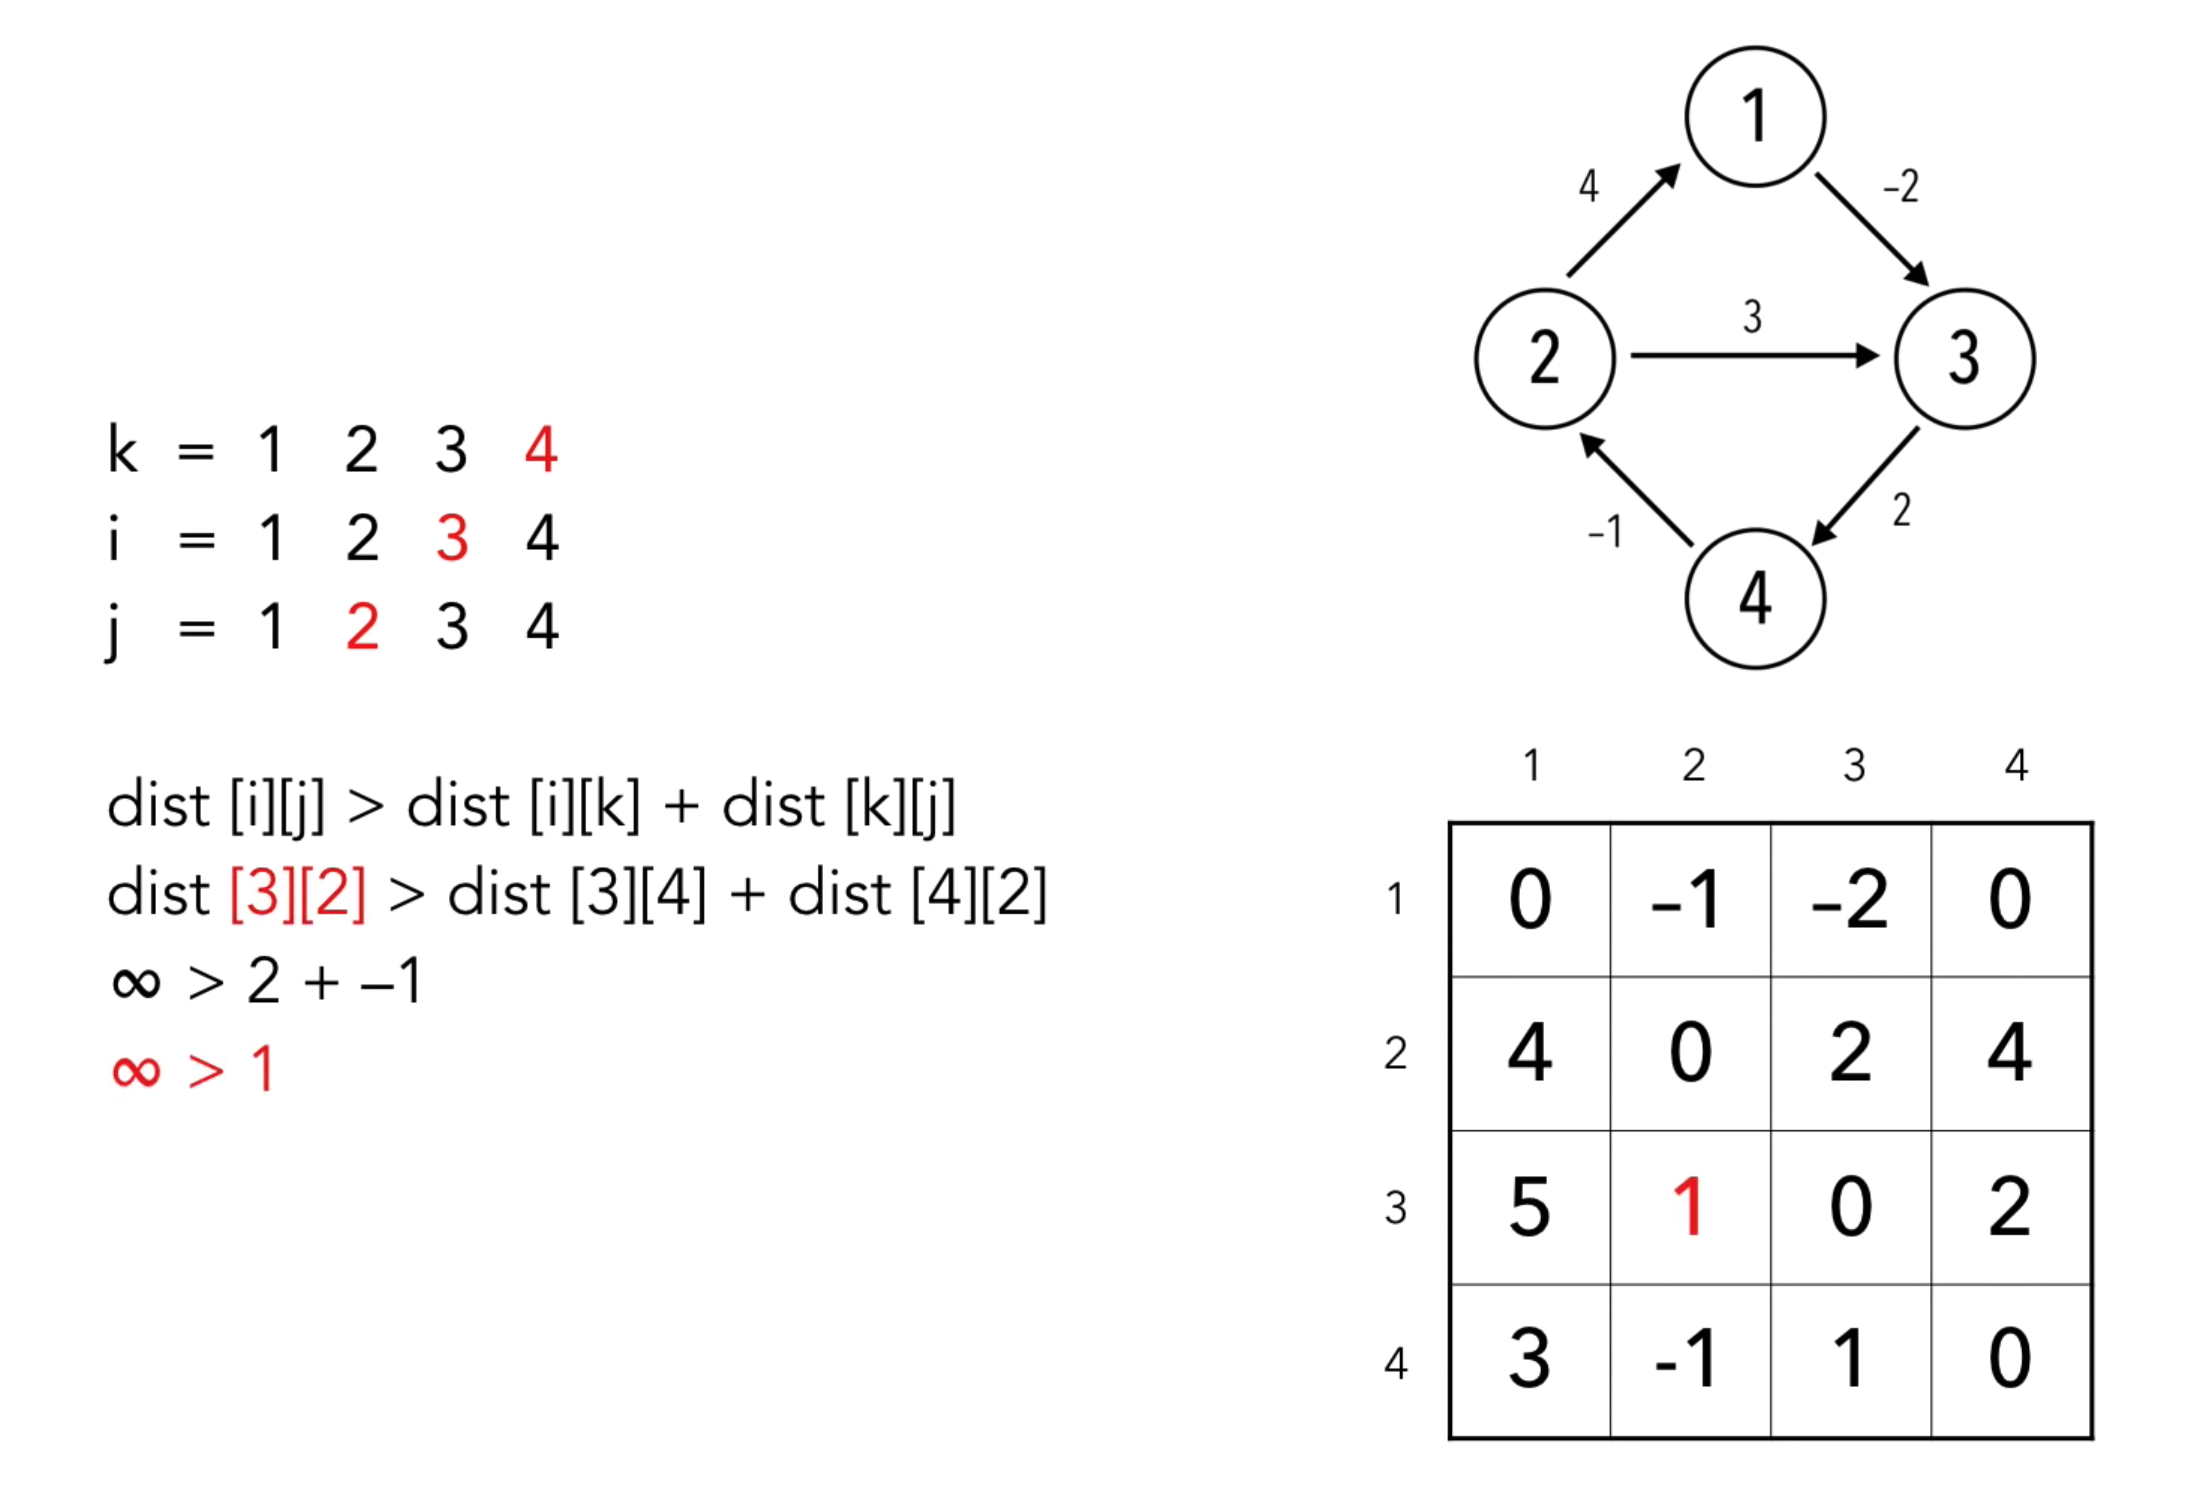 1
4
–2
2
3
3
–1
2
4
k = 1 2 3 4
i = 1 2 3 4
j = 1 2 3 4
dist [i][j] > dist [i][k] + dist [k][j]
dist [3][2] > dist [3][4] + dist [4][2]
∞ > 2 + –1
∞ > 1
1 2 3 4
1 0 –1 –2 0
2 4 0 2 4
3 5 1 0 2
4 3 -1 1 0